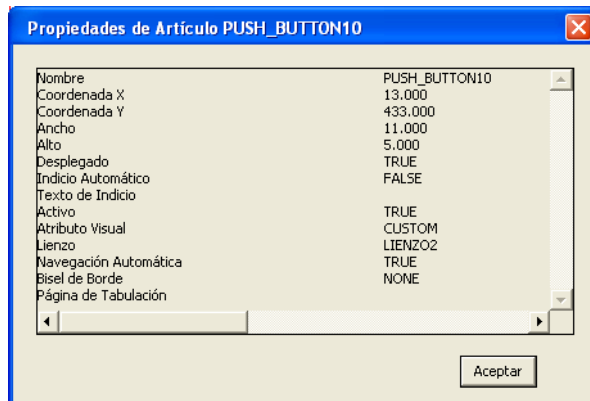 Propiedades de Artículo PUSH_BUTTON10
Nombre PUSH_BUTTON10
Coordenada X 13.000
Coordenada Y 433.000
Ancho 11.000
Alto 5.000
Desplegado TRUE
Indicio Automático FALSE
Texto de Indicio
Activo TRUE
Atributo Visual CUSTOM
Lienzo LIENZO2
Navegación Automática TRUE
Bisel de Borde NONE
Página de Tabulación
Aceptar